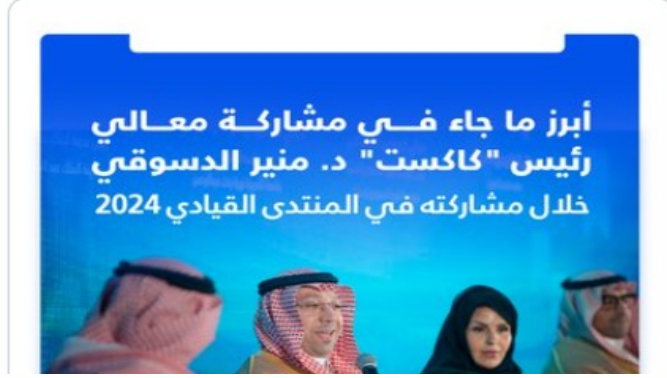 أبرز ما جاء في مشاركة معالي
رئيس "كاكست" د. منير الدسوقي
خلال مشاركته في المنتدى القيادي 2024